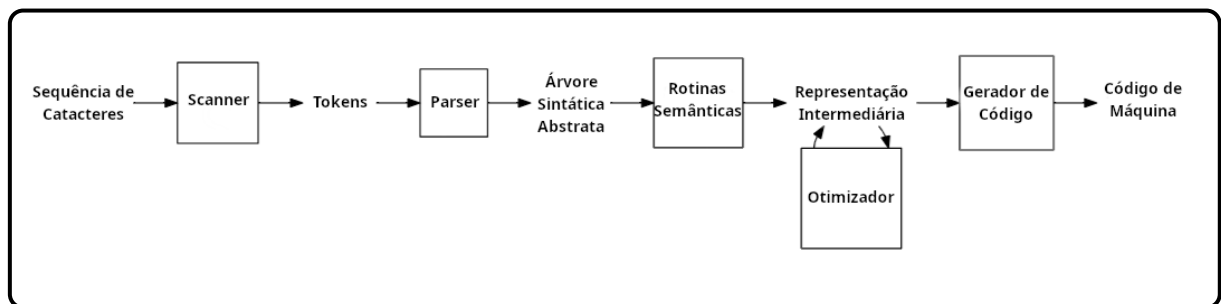 Sequência de
Catacteres
Scanner
Tokens
Parser
Árvore
Sintática
Abstrata
Rotinas
Semânticas
Representação
Intermediária
Otimizador
Gerador de
Código
Código de
Máquina